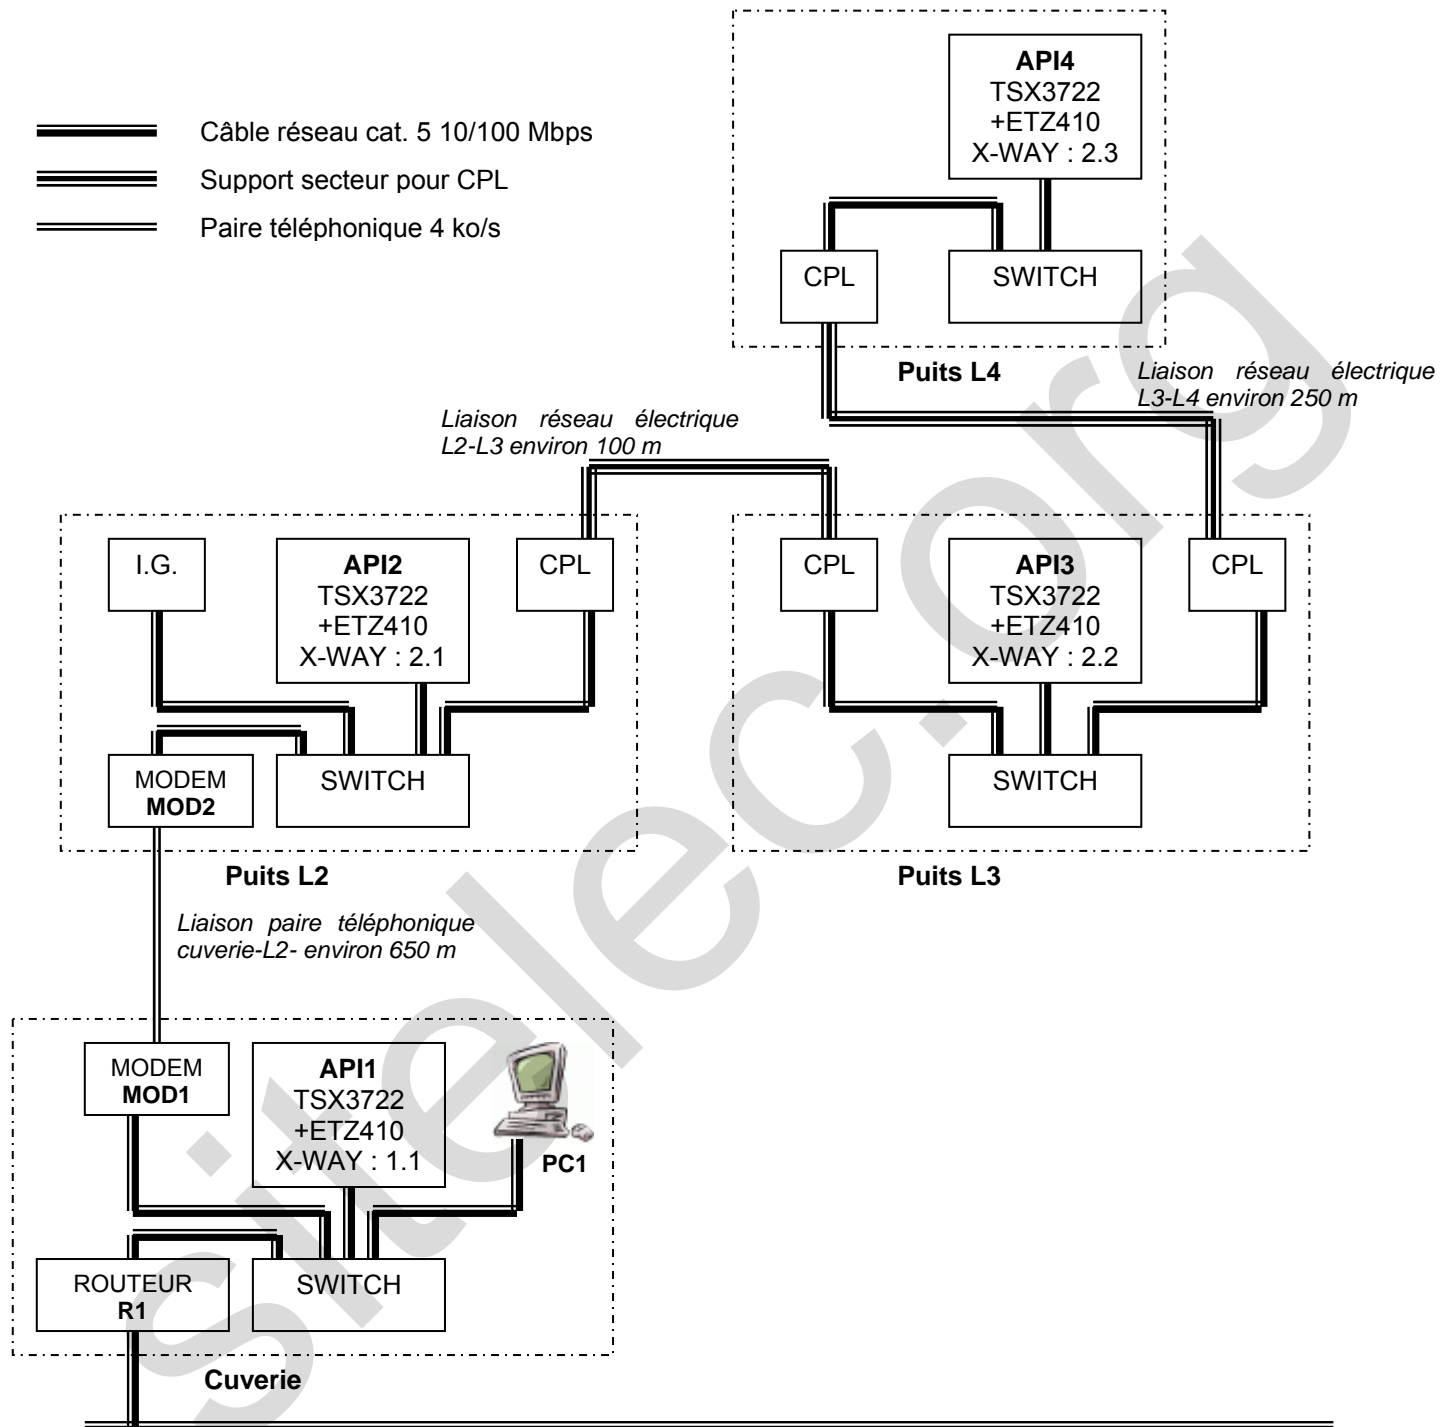 API4
TSX3722
+ETZ410
X-WAY : 2.3
Câble réseau cat. 5 10/100 Mbps
Support secteur pour CPL
Paire téléphonique 4 ko/s
CPL
SWITCH
Puits L4
Liaison réseau électrique
L3-L4 environ 250 m
Liaison réseau électrique
L2-L3 environ 100 m
I.G.
API2
TSX3722
+ETZ410
X-WAY : 2.1
CPL
CPL
API3
TSX3722
+ETZ410
X-WAY : 2.2
CPL
MODEM
MOD2
SWITCH
SWITCH
Puits L2
Puits L3
Liaison paire téléphonique
cuverie-L2- environ 650 m
MODEM
MOD1
API1
TSX3722
+ETZ410
X-WAY : 1.1
PC1
ROUTEUR
R1
SWITCH
Cuverie
sitelec.org